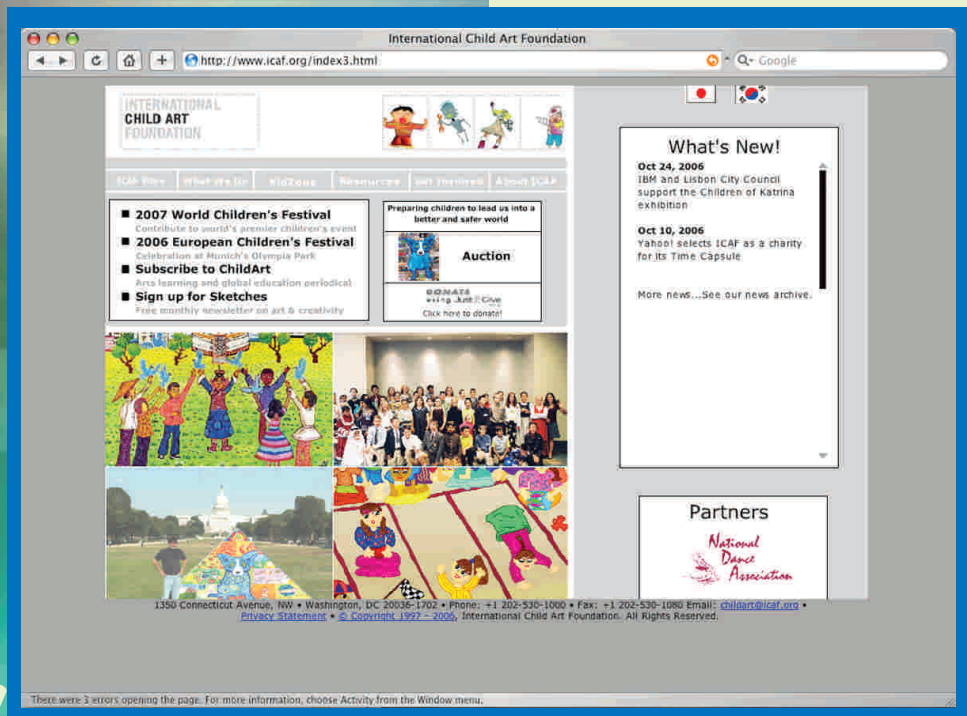 International Child Art Foundation
http://www.icaf.org/index3.html
Google
INTERNATIONAL
CHILD ART
FOUNDATION
ICAF Store What We Do KidZone Resources Get Involved About ICAF
2007 World Children's Festival
Contribute to world's premier children's event
2006 European Children's Festival
Celebration at Munich's Olympia Park
Subscribe to ChildArt
Arts learning and global education periodical
Sign up for Sketches
Free monthly newsletter on art & creativity
Preparing children to lead us into a
better and safer world
Auction
DONATE
using Just Give
Click here to donate!
What's New!
Oct 24, 2006
IBM and Lisbon City Council
support the Children of Katrina
exhibition
Oct 10, 2006
Yahoo! selects ICAF as a charity
for its Time Capsule
More news...See our news archive.
Partners
National
Dance
Association
1350 Connecticut Avenue, NW • Washington, DC 20036-1702 • Phone: +1 202-530-1000 • Fax: +1 202-530-1080 Email: childart@icaf.org •
Privacy Statement • © Copyright 1997 - 2006, International Child Art Foundation. All Rights Reserved.
There were 3 errors opening the page. For more information, choose Activity from the Window menu.